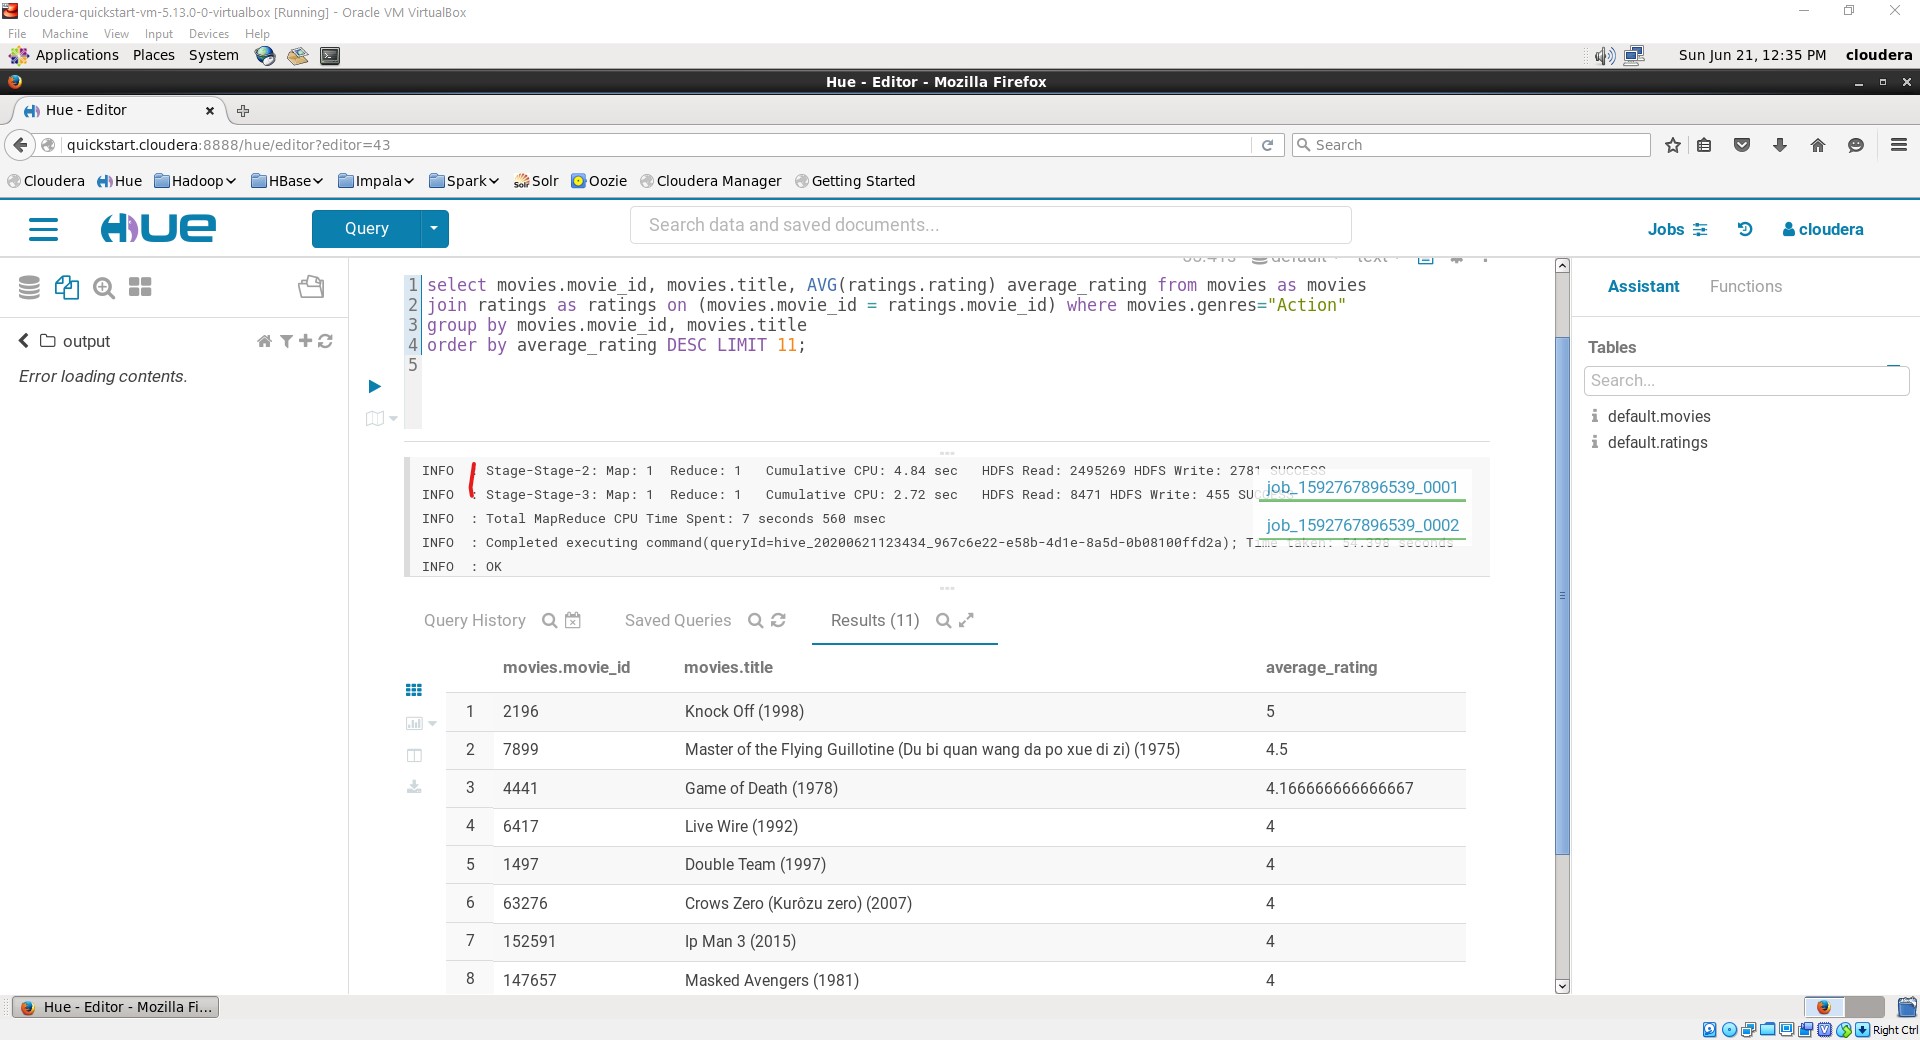 cloudera-quickstart-vm-5.13.0-0-virtualbox [Running] - Oracle VM VirtualBox
File Machine View Input Devices Help
Applications Places System Sun Jun 21, 12:35 PM cloudera
Hue - Editor - Mozilla Firefox
Hue - Editor
quickstart.cloudera:8888/hue/editor?editor=43 Search
Cloudera Hue Hadoop HBase Impala Spark Solr Oozie Cloudera Manager Getting Started
HUE Query Search data and saved documents... Jobs cloudera
default text
Assistant Functions
output
Error loading contents.
1 select movies.movie_id, movies.title, AVG(ratings.rating) average_rating from movies as movies
2 join ratings as ratings on (movies.movie_id = ratings.movie_id) where movies.genres="Action"
3 group by movies.movie_id, movies.title
4 order by average_rating DESC LIMIT 11;
5
Tables
Search...
default.movies
default.ratings
INFO : Stage-Stage-2: Map: 1 Reduce: 1 Cumulative CPU: 4.84 sec HDFS Read: 2495269 HDFS Write: 2781 SUCCESS
INFO : Stage-Stage-3: Map: 1 Reduce: 1 Cumulative CPU: 2.72 sec HDFS Read: 8471 HDFS Write: 455 SUCCESS
INFO : Total MapReduce CPU Time Spent: 7 seconds 560 msec
INFO : Completed executing command(queryId=hive_20200621123434_967c6e22-e58b-4d1e-8a5d-0b08100ffd2a); Time taken: 54.398 seconds
INFO : OK
job_1592767896539_0001
job_1592767896539_0002
Query History Saved Queries Results (11)
movies.movie_id movies.title average_rating
1 2196 Knock Off (1998) 5
2 7899 Master of the Flying Guillotine (Du bi quan wang da po xue di zi) (1975) 4.5
3 4441 Game of Death (1978) 4.166666666666667
4 6417 Live Wire (1992) 4
5 1497 Double Team (1997) 4
6 63276 Crows Zero (Kurôzu zero) (2007) 4
7 152591 Ip Man 3 (2015) 4
8 147657 Masked Avengers (1981) 4
Hue - Editor - Mozilla Fi...
Right Ctrl